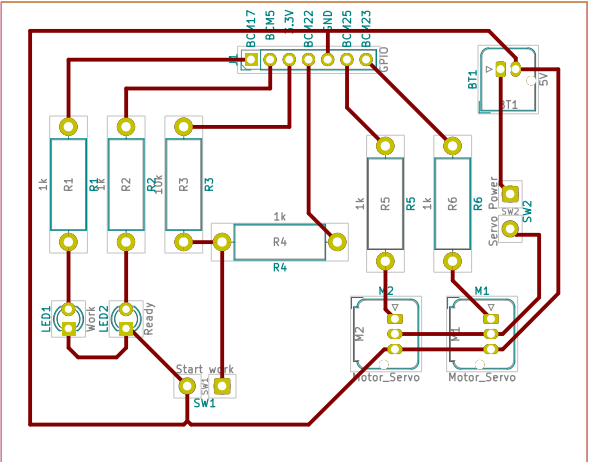 BCM17
BCM5
3.3V
BCM22
GND
BCM25
BCM23
J1
GPIO
BT1
5V
BT1
1k
R1
R1
1k
R2
R2
10k
R3
R3
1k
R4
R4
1k
R5
R5
1k
R6
R6
Servo Power
SW2
SW2
LED1
Work
LED2
Ready
M2
M2
Motor_Servo
M1
M1
Motor_Servo
Start work
SW1
SW1